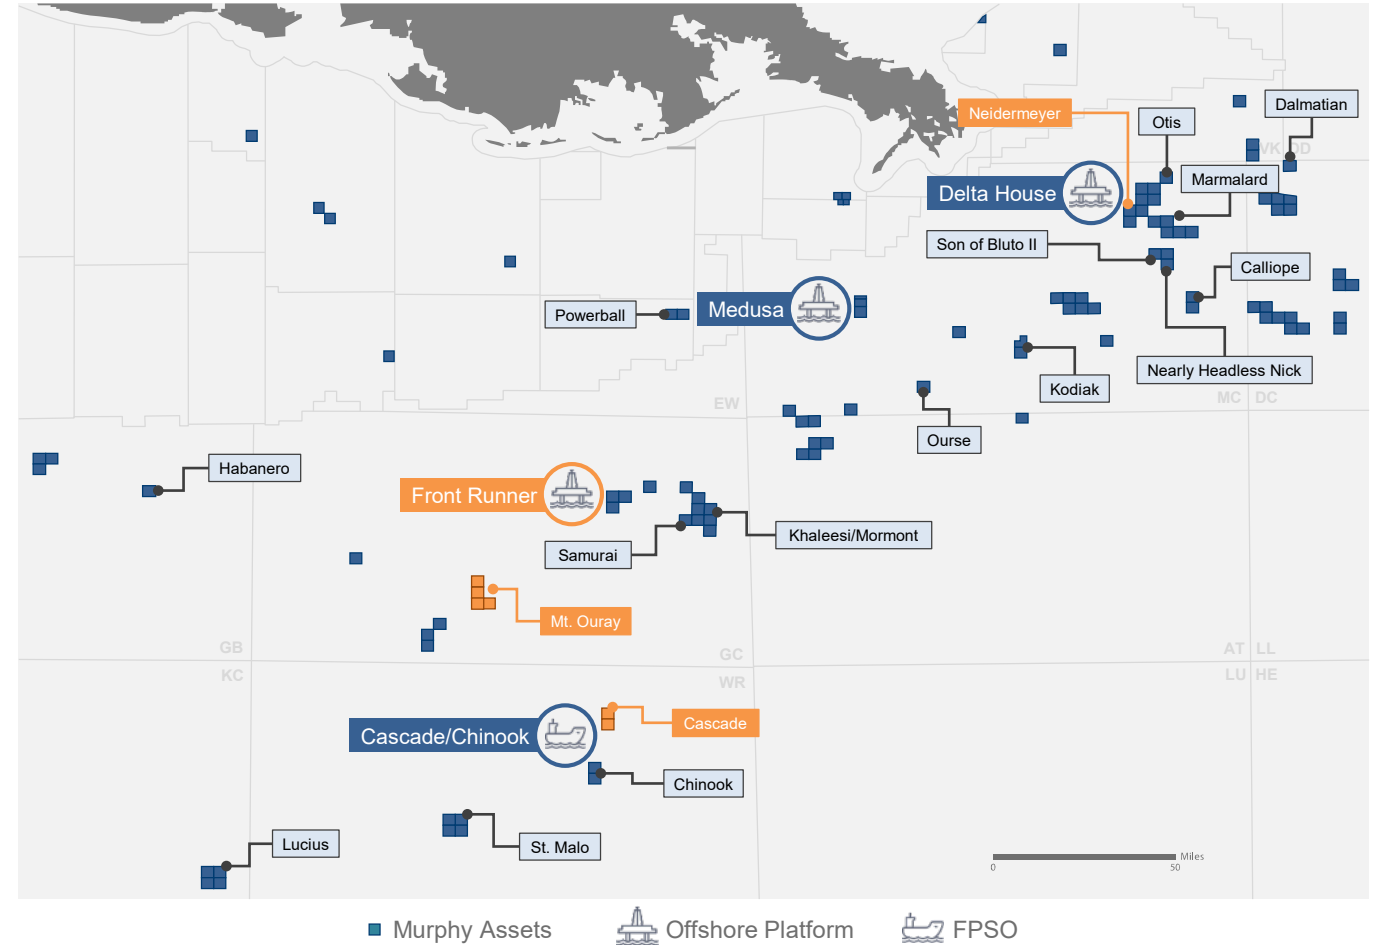 Dalmatian
Neidermeyer
Otis
VK DD
Marmalard
Delta House
Son of Bluto II
Calliope
Powerball
Medusa
Nearly Headless Nick
Kodiak
EW
MC DC
Ourse
Habanero
Front Runner
Khaleesi/Mormont
Samurai
Mt. Ouray
GB
GC
AT LL
KC
WR
LU HE
Cascade
Cascade/Chinook
Chinook
Lucius
St. Malo
Miles
0 50
Murphy Assets
Offshore Platform
FPSO